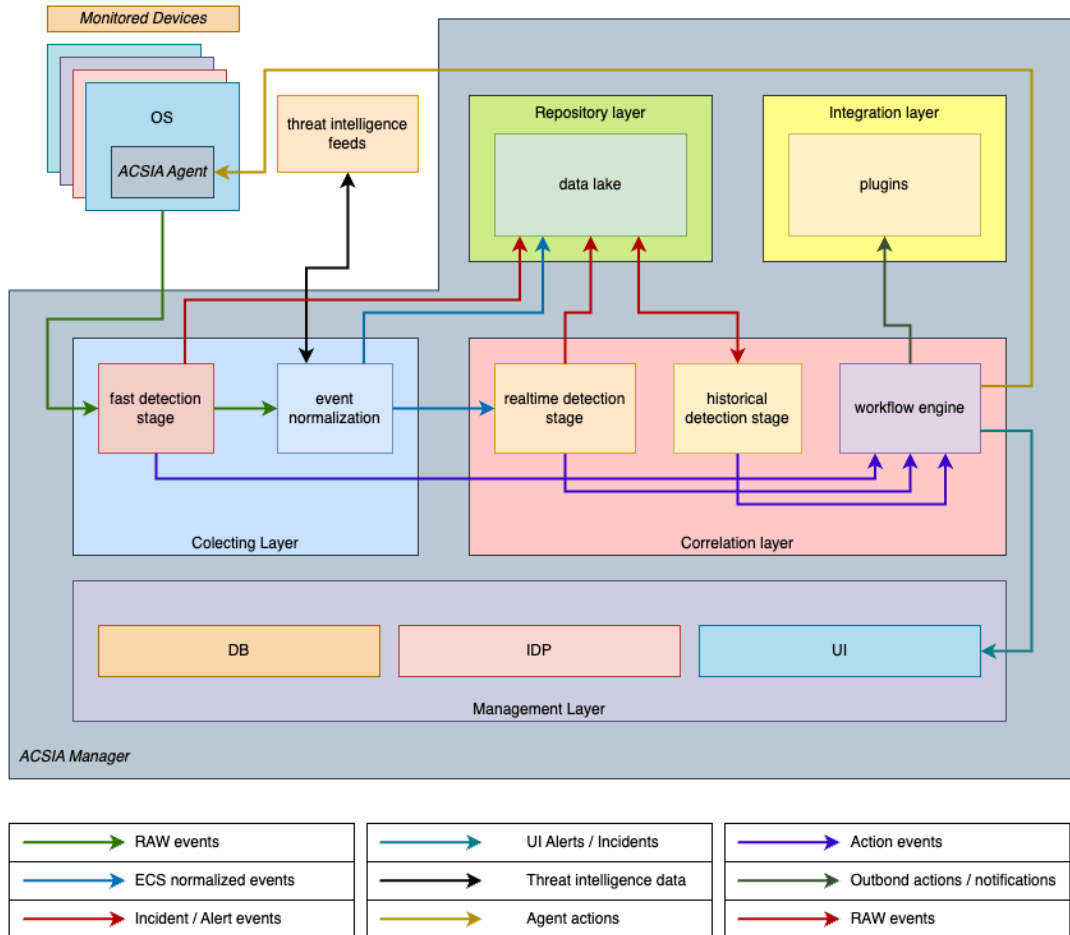 Monitored Devices
OS
ACSIA Agent
threat intelligence
feeds
Repository layer
data lake
Integration layer
plugins
fast detection
stage
event
normalization
realtime detection
stage
historical
detection stage
workflow engine
Colecting Layer
Correlation layer
DB
IDP
UI
Management Layer
ACSIA Manager
RAW events
ECS normalized events
Incident / Alert events
UI Alerts / Incidents
Threat intelligence data
Agent actions
Action events
Outbond actions / notifications
RAW events